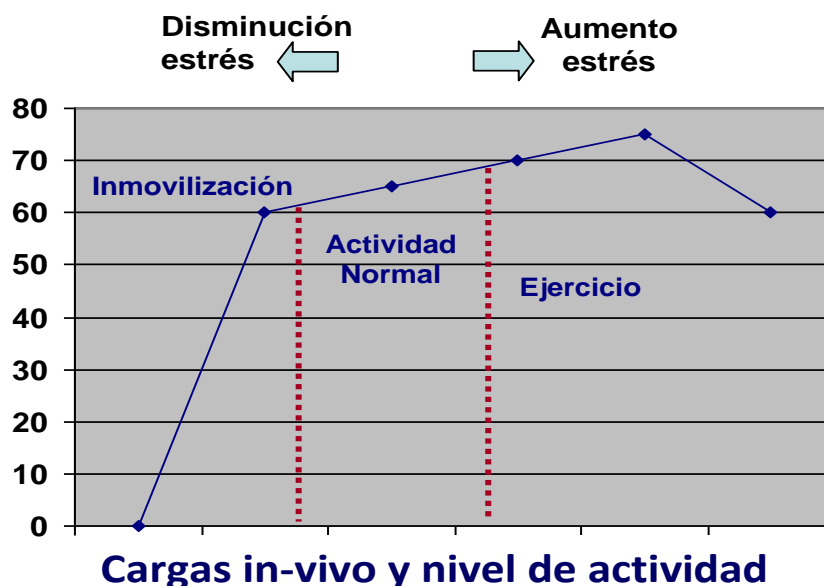 Disminución
estrés
Aumento
estrés
80
70
60
50
40
30
20
10
0
Inmovilización
Actividad
Normal
Ejercicio
Cargas in-vivo y nivel de actividad